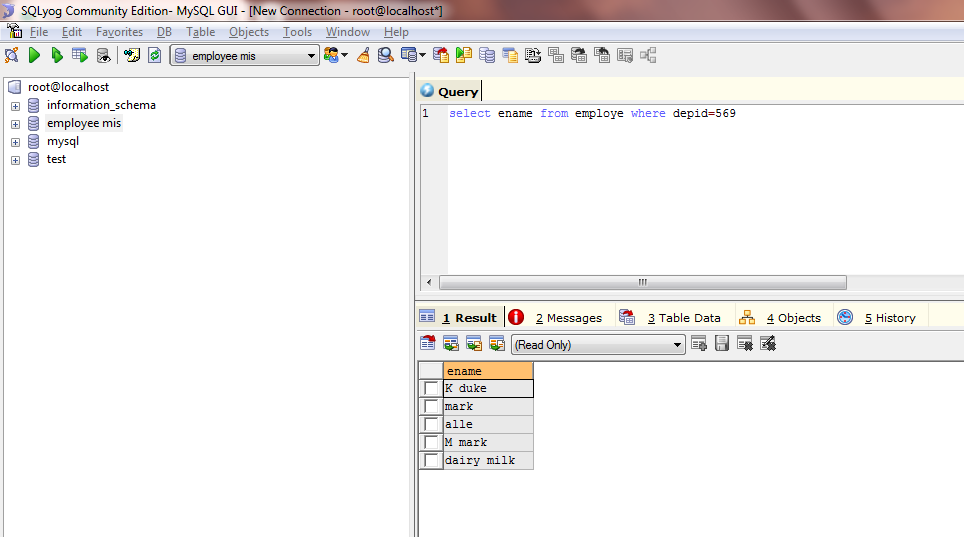 SQLyog Community Edition- MySQL GUI - [New Connection - root@localhost*]
File Edit Favorites DB Table Objects Tools Window Help
employee mis
root@localhost
information_schema
employee mis
mysql
test
Query
1 select ename from employe where depid=569
1 Result 2 Messages 3 Table Data 4 Objects 5 History
(Read Only)
ename
K duke
mark
alle
M mark
dairy milk